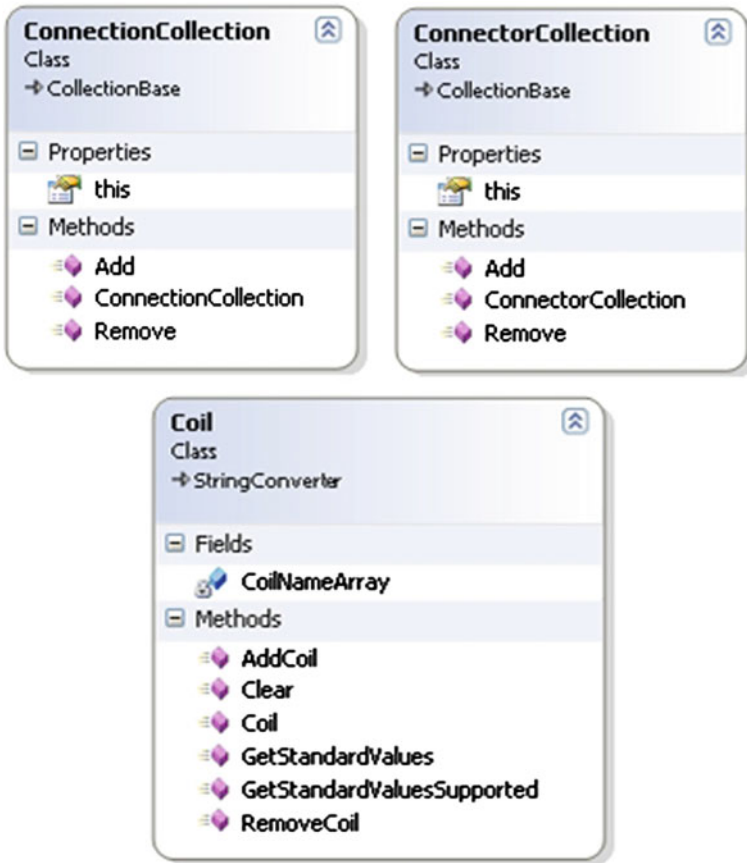 ConnectionCollection
Class
CollectionBase
Properties
this
Methods
Add
ConnectionCollection
Remove
ConnectorCollection
Class
CollectionBase
Properties
this
Methods
Add
ConnectorCollection
Remove
Coil
Class
StringConverter
Fields
CoilNameArray
Methods
AddCoil
Clear
Coil
GetStandardValues
GetStandardValuesSupported
RemoveCoil